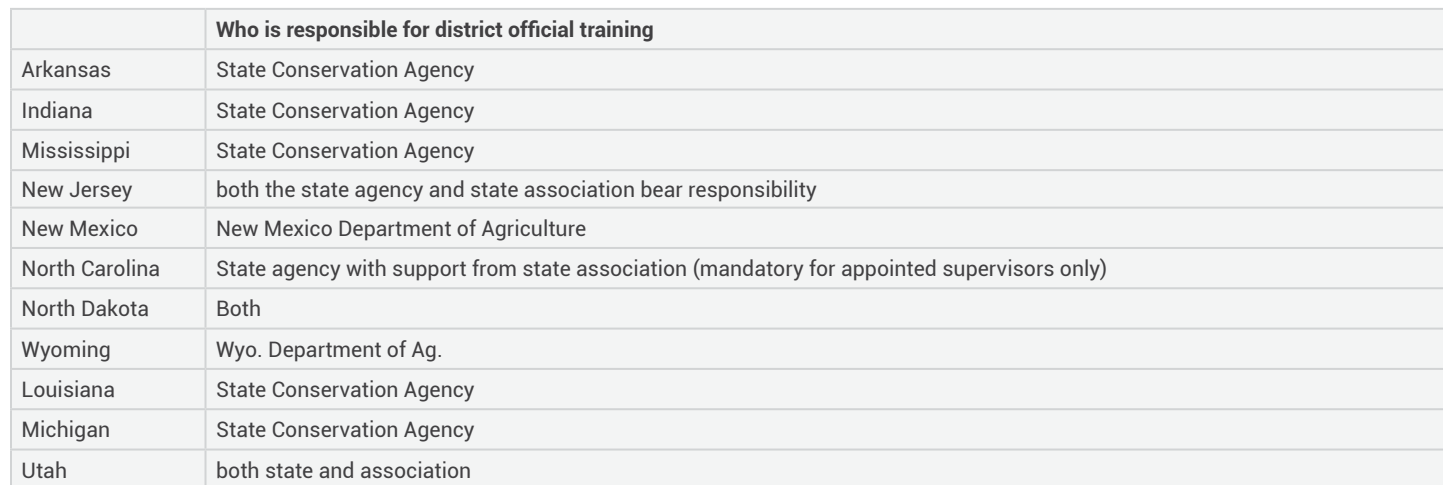 Who is responsible for district official training
Arkansas State Conservation Agency
Indiana State Conservation Agency
Mississippi State Conservation Agency
New Jersey both the state agency and state association bear responsibility
New Mexico New Mexico Department of Agriculture
North Carolina State agency with support from state association (mandatory for appointed supervisors only)
North Dakota Both
Wyoming Wyo. Department of Ag.
Louisiana State Conservation Agency
Michigan State Conservation Agency
Utah both state and association